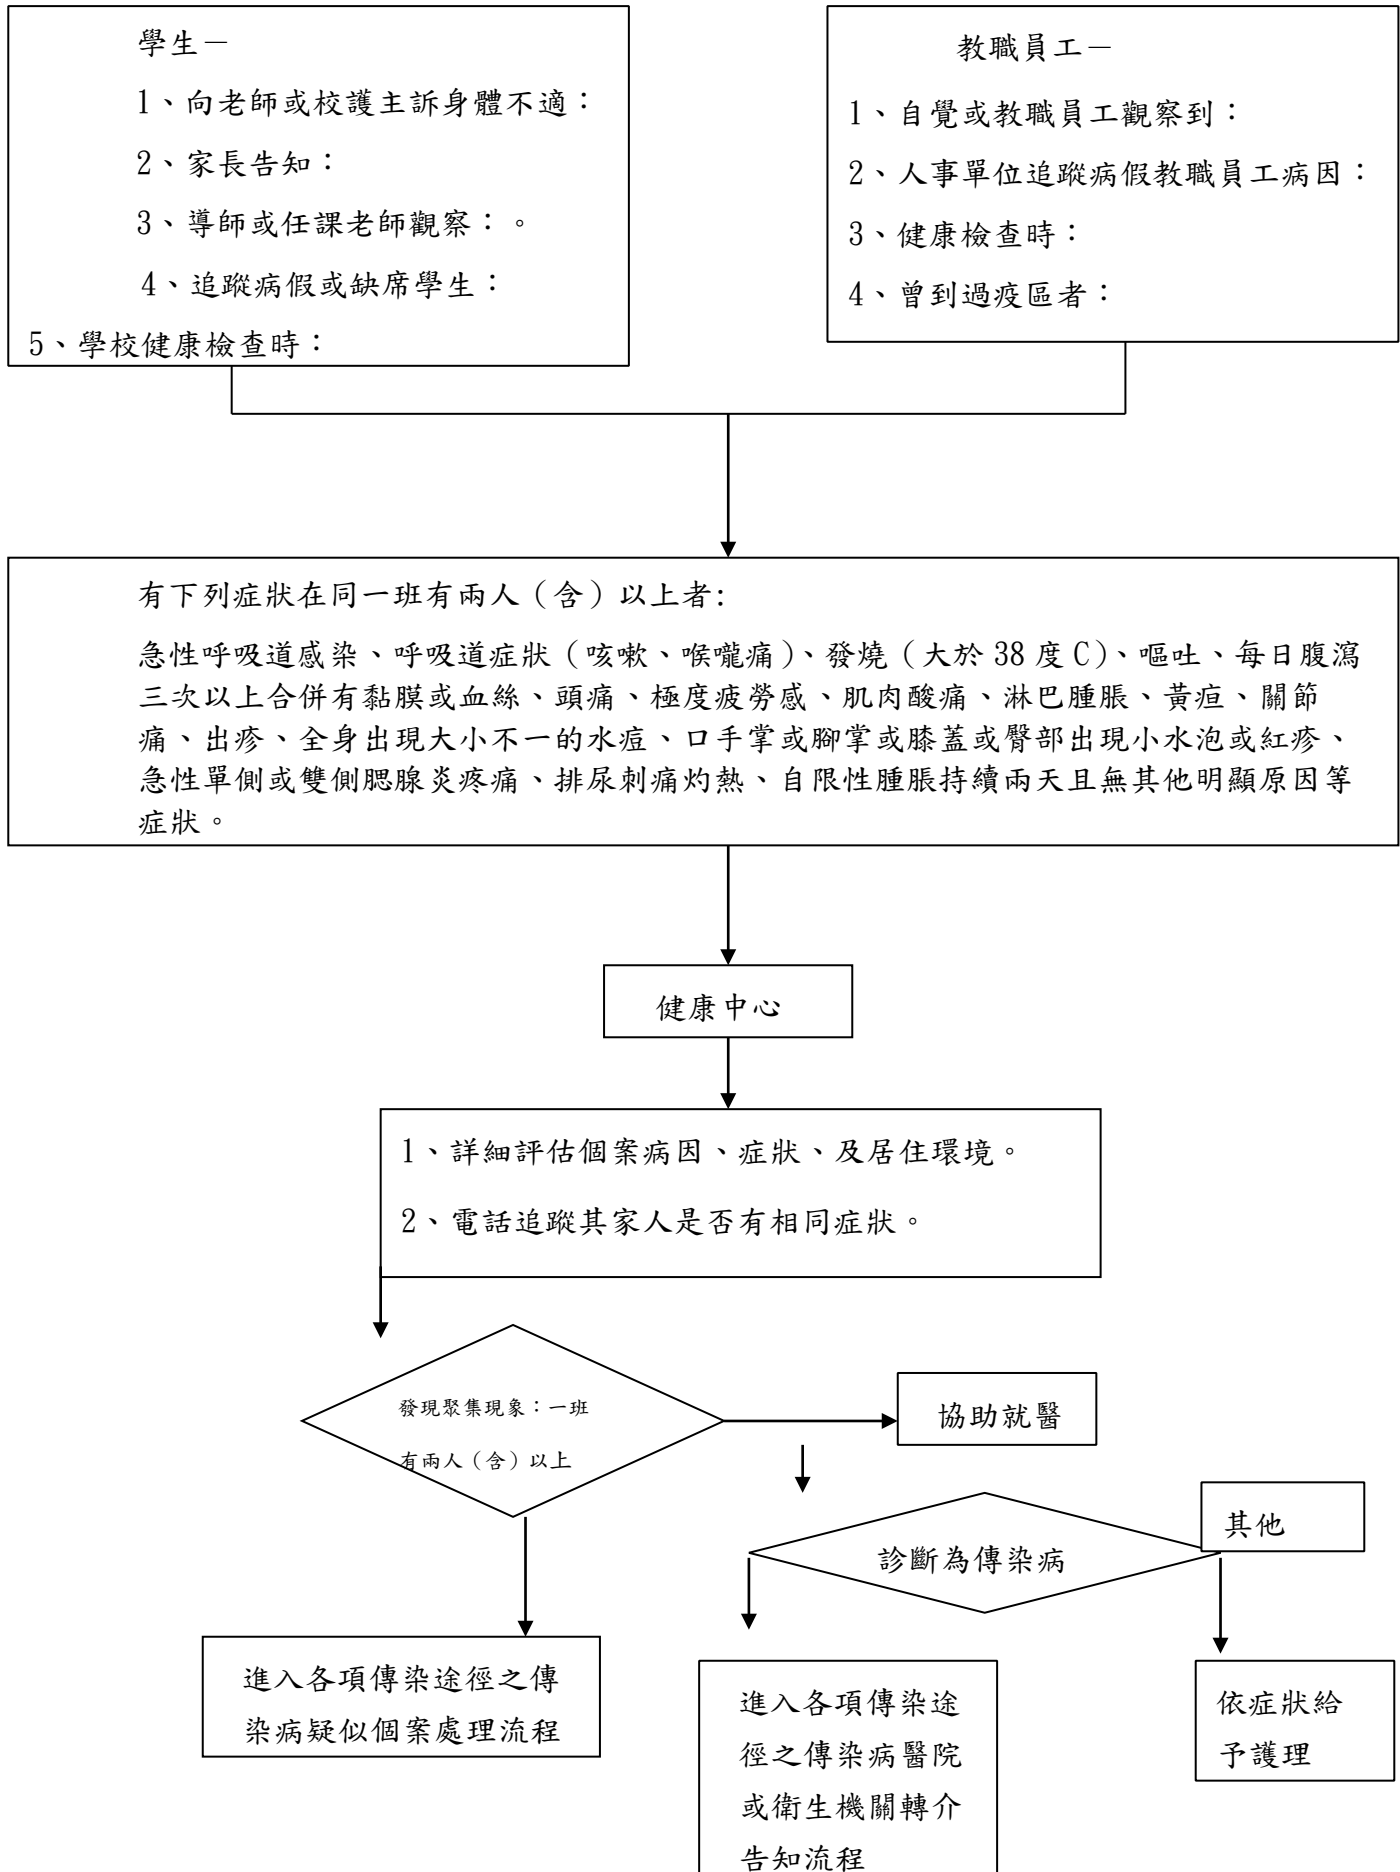 學生－
1、向老師或校護主訴身體不適：
2、家長告知：
3、導師或任課老師觀察：。
4、追蹤病假或缺席學生：
5、學校健康檢查時：
教職員工－
1、自覺或教職員工觀察到：
2、人事單位追蹤病假教職員工病因：
3、健康檢查時：
4、曾到過疫區者：
有下列症狀在同一班有兩人（含）以上者:
急性呼吸道感染、呼吸道症狀（咳嗽、喉嚨痛）、發燒（大於 38 度 C）、嘔吐、每日腹瀉
三次以上合併有黏膜或血絲、頭痛、極度疲勞感、肌肉酸痛、淋巴腫脹、黃疸、關節
痛、出疹、全身出現大小不一的水痘、口手掌或腳掌或膝蓋或臀部出現小水泡或紅疹、
急性單側或雙側腮腺炎疼痛、排尿刺痛灼熱、自限性腫脹持續兩天且無其他明顯原因等
症狀。
健康中心
1、詳細評估個案病因、症狀、及居住環境。
2、電話追蹤其家人是否有相同症狀。
發現聚集現象：一班
有兩人（含）以上
協助就醫
其他
診斷為傳染病
進入各項傳染途徑之傳
染病疑似個案處理流程
進入各項傳染途
徑之傳染病醫院
或衛生機關轉介
告知流程
依症狀給
予護理